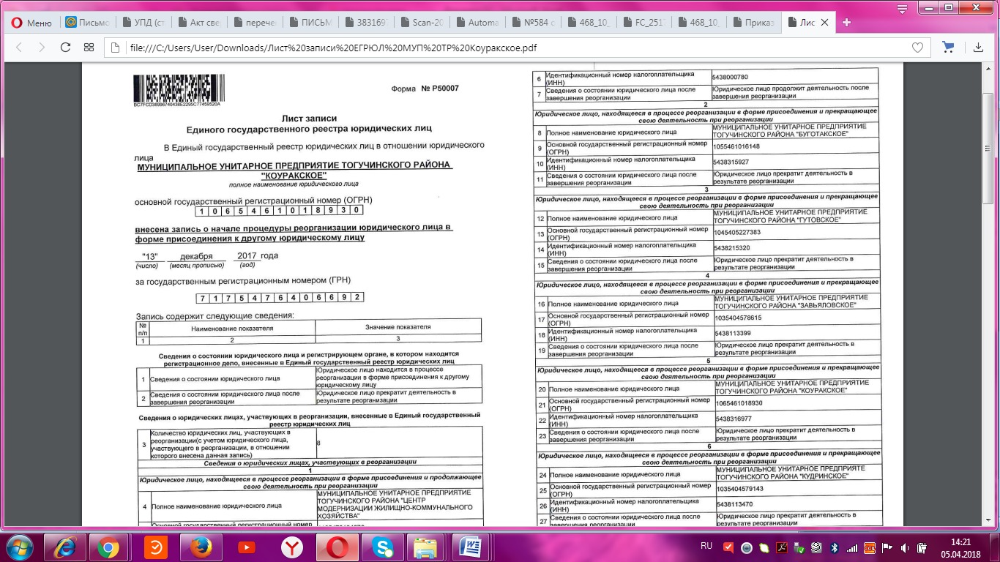 Меню
Письмо
УПД (ст
Акт све
перече
ПИСЬМ
383169
Scan-20
Automa
№584 о
468_10_
FC_251
468_10_
Приказ
Лис
file:///C:/Users/User/Downloads/Лист%20записи%20ЕГРЮЛ%20МУП%20ТР%20Коуракское.pdf
Форма № Р50007
Лист записи
Единого государственного реестра юридических лиц
В Единый государственный реестр юридических лиц в отношении юридического
лица
МУНИЦИПАЛЬНОЕ УНИТАРНОЕ ПРЕДПРИЯТИЕ ТОГУЧИНСКОГО РАЙОНА
"КОУРАКСКОЕ"
полное наименование юридического лица
основной государственный регистрационный номер (ОГРН)
1 0 6 5 4 6 1 0 1 8 9 3 0
внесена запись о начале процедуры реорганизации юридического лица в
форме присоединения к другому юридическому лицу
"13" декабря 2017 года
(число) (месяц прописью) (год)
за государственным регистрационным номером (ГРН)
7 1 7 5 4 7 6 4 0 6 6 9 2
Запись содержит следующие сведения:
№ п/п Наименование показателя Значение показателя
1 2 3
Сведения о состоянии юридического лица и регистрирующем органе, в котором находится
регистрационное дело, внесенные в Единый государственный реестр юридических лиц
1 Сведения о состоянии юридического лица Юридическое лицо находится в процессе
реорганизации в форме присоединения к другому
юридическому лицу
2 Сведения о состоянии юридического лица после Юридическое лицо прекратит деятельность в
завершения реорганизации результате реорганизации
Сведения о юридических лицах, участвующих в реорганизации, внесенные в Единый государственный
реестр юридических лиц
3 Количество юридических лиц, участвующих в
реорганизации(с учетом юридического лица, 8
участвующего в реорганизации, в отношении
которого внесена данная запись)
Сведения о юридических лицах, участвующих в реорганизации
1
Юридическое лицо, находящееся в процессе реорганизации в форме присоединения и продолжающее
свою деятельность при реорганизации
4 Полное наименование юридического лица МУНИЦИПАЛЬНОЕ УНИТАРНОЕ ПРЕДПРИЯТИЕ
ТОГУЧИНСКОГО РАЙОНА "ЦЕНТР
МОДЕРНИЗАЦИИ ЖИЛИЩНО-КОММУНАЛЬНОГО
ХОЗЯЙСТВА"
Основной государственный регистрационный номер
6 Идентификационный номер налогоплательщика
(ИНН) 5438000780
7 Сведения о состоянии юридического лица после Юридическое лицо продолжит деятельность после
завершения реорганизации завершения реорганизации
2
Юридическое лицо, находящееся в процессе реорганизации в форме присоединения и прекращающее
свою деятельность при реорганизации
8 Полное наименование юридического лица МУНИЦИПАЛЬНОЕ УНИТАРНОЕ ПРЕДПРИЯТИЕ
ТОГУЧИНСКОГО РАЙОНА "БУГОТАКСКОЕ"
9 Основной государственный регистрационный номер
(ОГРН) 1055461016148
10 Идентификационный номер налогоплательщика
(ИНН) 5438315927
11 Сведения о состоянии юридического лица после Юридическое лицо прекратит деятельность в
завершения реорганизации результате реорганизации
3
Юридическое лицо, находящееся в процессе реорганизации в форме присоединения и прекращающее
свою деятельность при реорганизации
12 Полное наименование юридического лица МУНИЦИПАЛЬНОЕ УНИТАРНОЕ ПРЕДПРИЯТИЕ
ТОГУЧИНСКОГО РАЙОНА "ГУТОВСКОЕ"
13 Основной государственный регистрационный номер
(ОГРН) 1045405227383
14 Идентификационный номер налогоплательщика
(ИНН) 5438215320
15 Сведения о состоянии юридического лица после Юридическое лицо прекратит деятельность в
завершения реорганизации результате реорганизации
4
Юридическое лицо, находящееся в процессе реорганизации в форме присоединения и прекращающее
свою деятельность при реорганизации
16 Полное наименование юридического лица МУНИЦИПАЛЬНОЕ УНИТАРНОЕ ПРЕДПРИЯТИЕ
ТОГУЧИНСКОГО РАЙОНА "ЗАВЬЯЛОВСКОЕ"
17 Основной государственный регистрационный номер
(ОГРН) 1035404578615
18 Идентификационный номер налогоплательщика
(ИНН) 5438113399
19 Сведения о состоянии юридического лица после Юридическое лицо прекратит деятельность в
завершения реорганизации результате реорганизации
5
Юридическое лицо, находящееся в процессе реорганизации в форме присоединения и прекращающее
свою деятельность при реорганизации
20 Полное наименование юридического лица МУНИЦИПАЛЬНОЕ УНИТАРНОЕ ПРЕДПРИЯТИЕ
ТОГУЧИНСКОГО РАЙОНА "КОУРАКСКОЕ"
21 Основной государственный регистрационный номер
(ОГРН) 1065461018930
22 Идентификационный номер налогоплательщика
(ИНН) 5438316977
23 Сведения о состоянии юридического лица после Юридическое лицо прекратит деятельность в
завершения реорганизации результате реорганизации
6
Юридическое лицо, находящееся в процессе реорганизации в форме присоединения и прекращающее
свою деятельность при реорганизации
24 Полное наименование юридического лица МУНИЦИПАЛЬНОЕ УНИТАРНОЕ ПРЕДПРИЯТЕ
ТОГУЧИНСКОГО РАЙОНА "КУДРИНСКОЕ"
25 Основной государственный регистрационный номер
(ОГРН) 1035404579143
26 Идентификационный номер налогоплательщика
(ИНН) 5438113470
27 Сведения о состоянии юридического лица после Юридическое лицо прекратит деятельность в
завершения реорганизации результате реорганизации
RU
14:21
05.04.2018